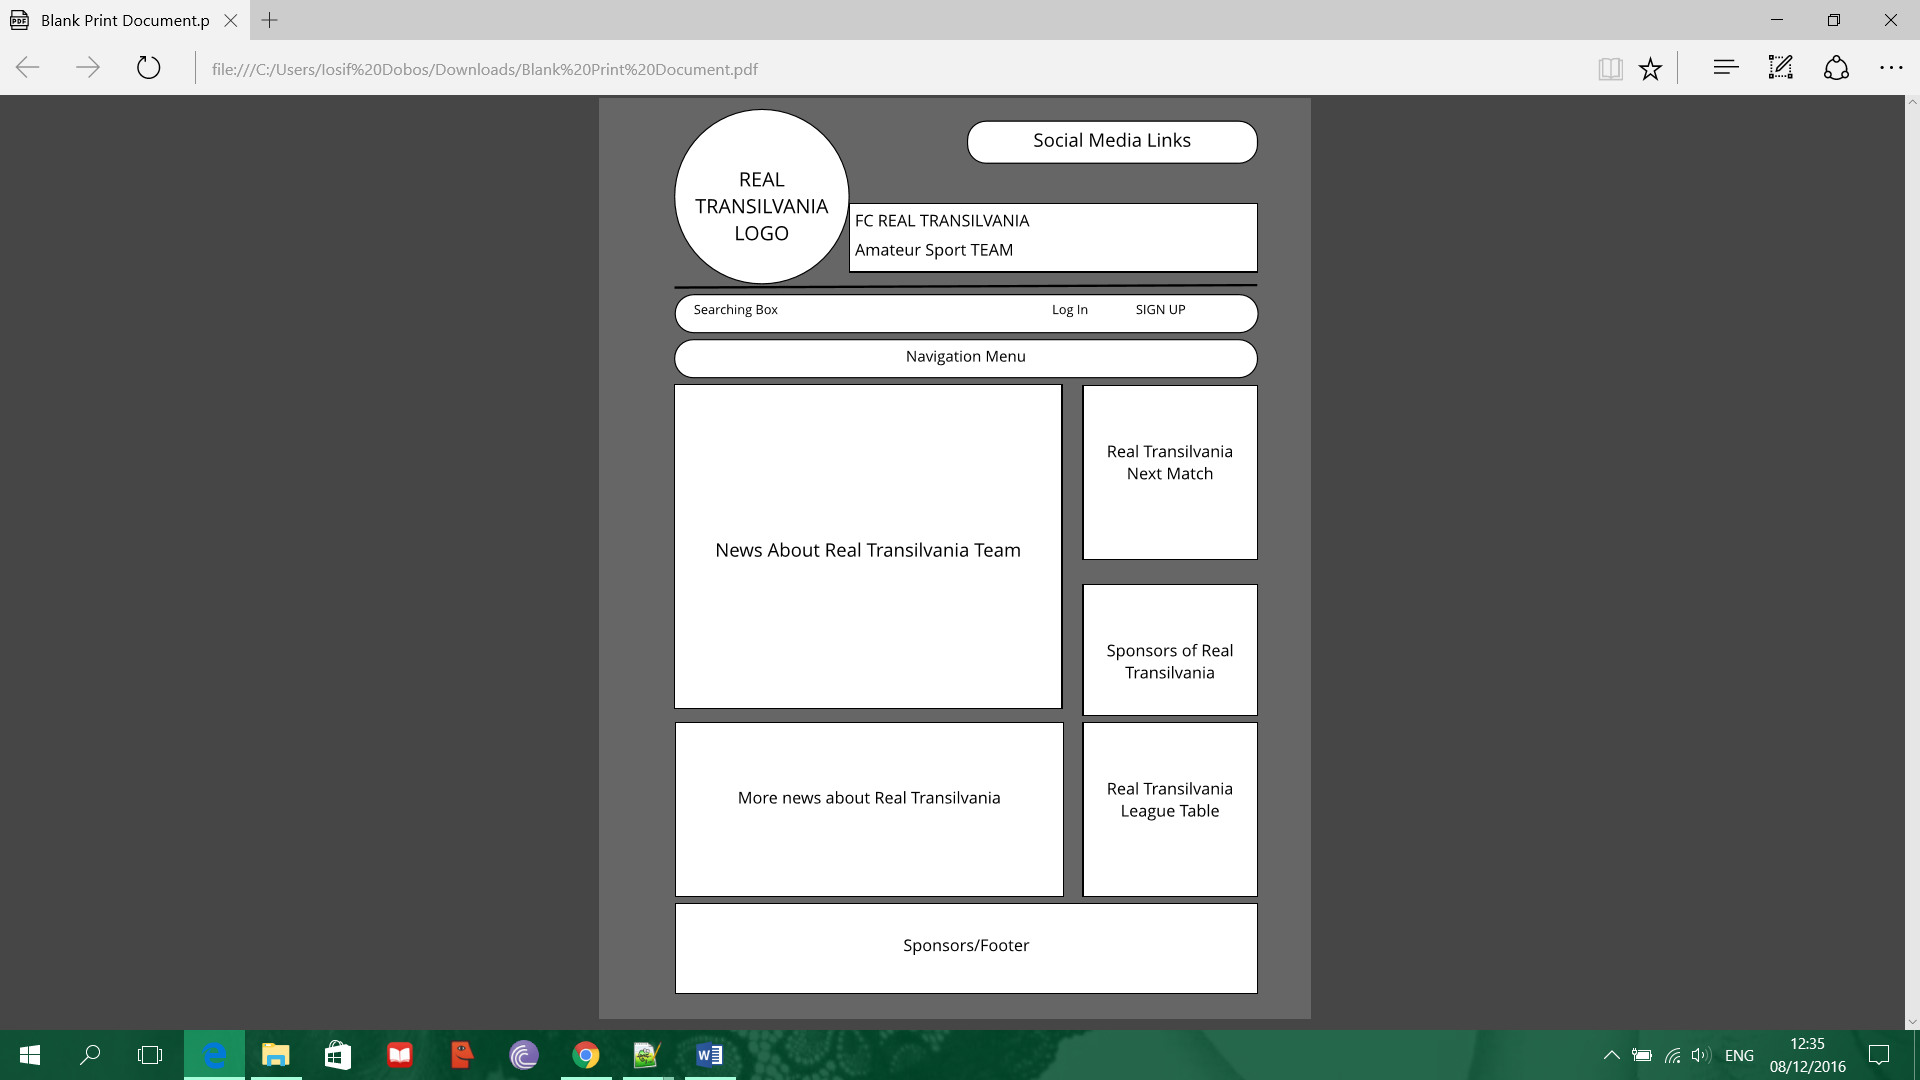 Blank Print Document.p
file:///C:/Users/Iosif%20Dobos/Downloads/Blank%20Print%20Document.pdf
REAL
TRANSILVANIA
LOGO
Social Media Links
FC REAL TRANSILVANIA
Amateur Sport TEAM
Searching Box Log In SIGN UP
Navigation Menu
News About Real Transilvania Team
Real Transilvania
Next Match
Sponsors of Real
Transilvania
More news about Real Transilvania
Real Transilvania
League Table
Sponsors/Footer
ENG
12:35
08/12/2016